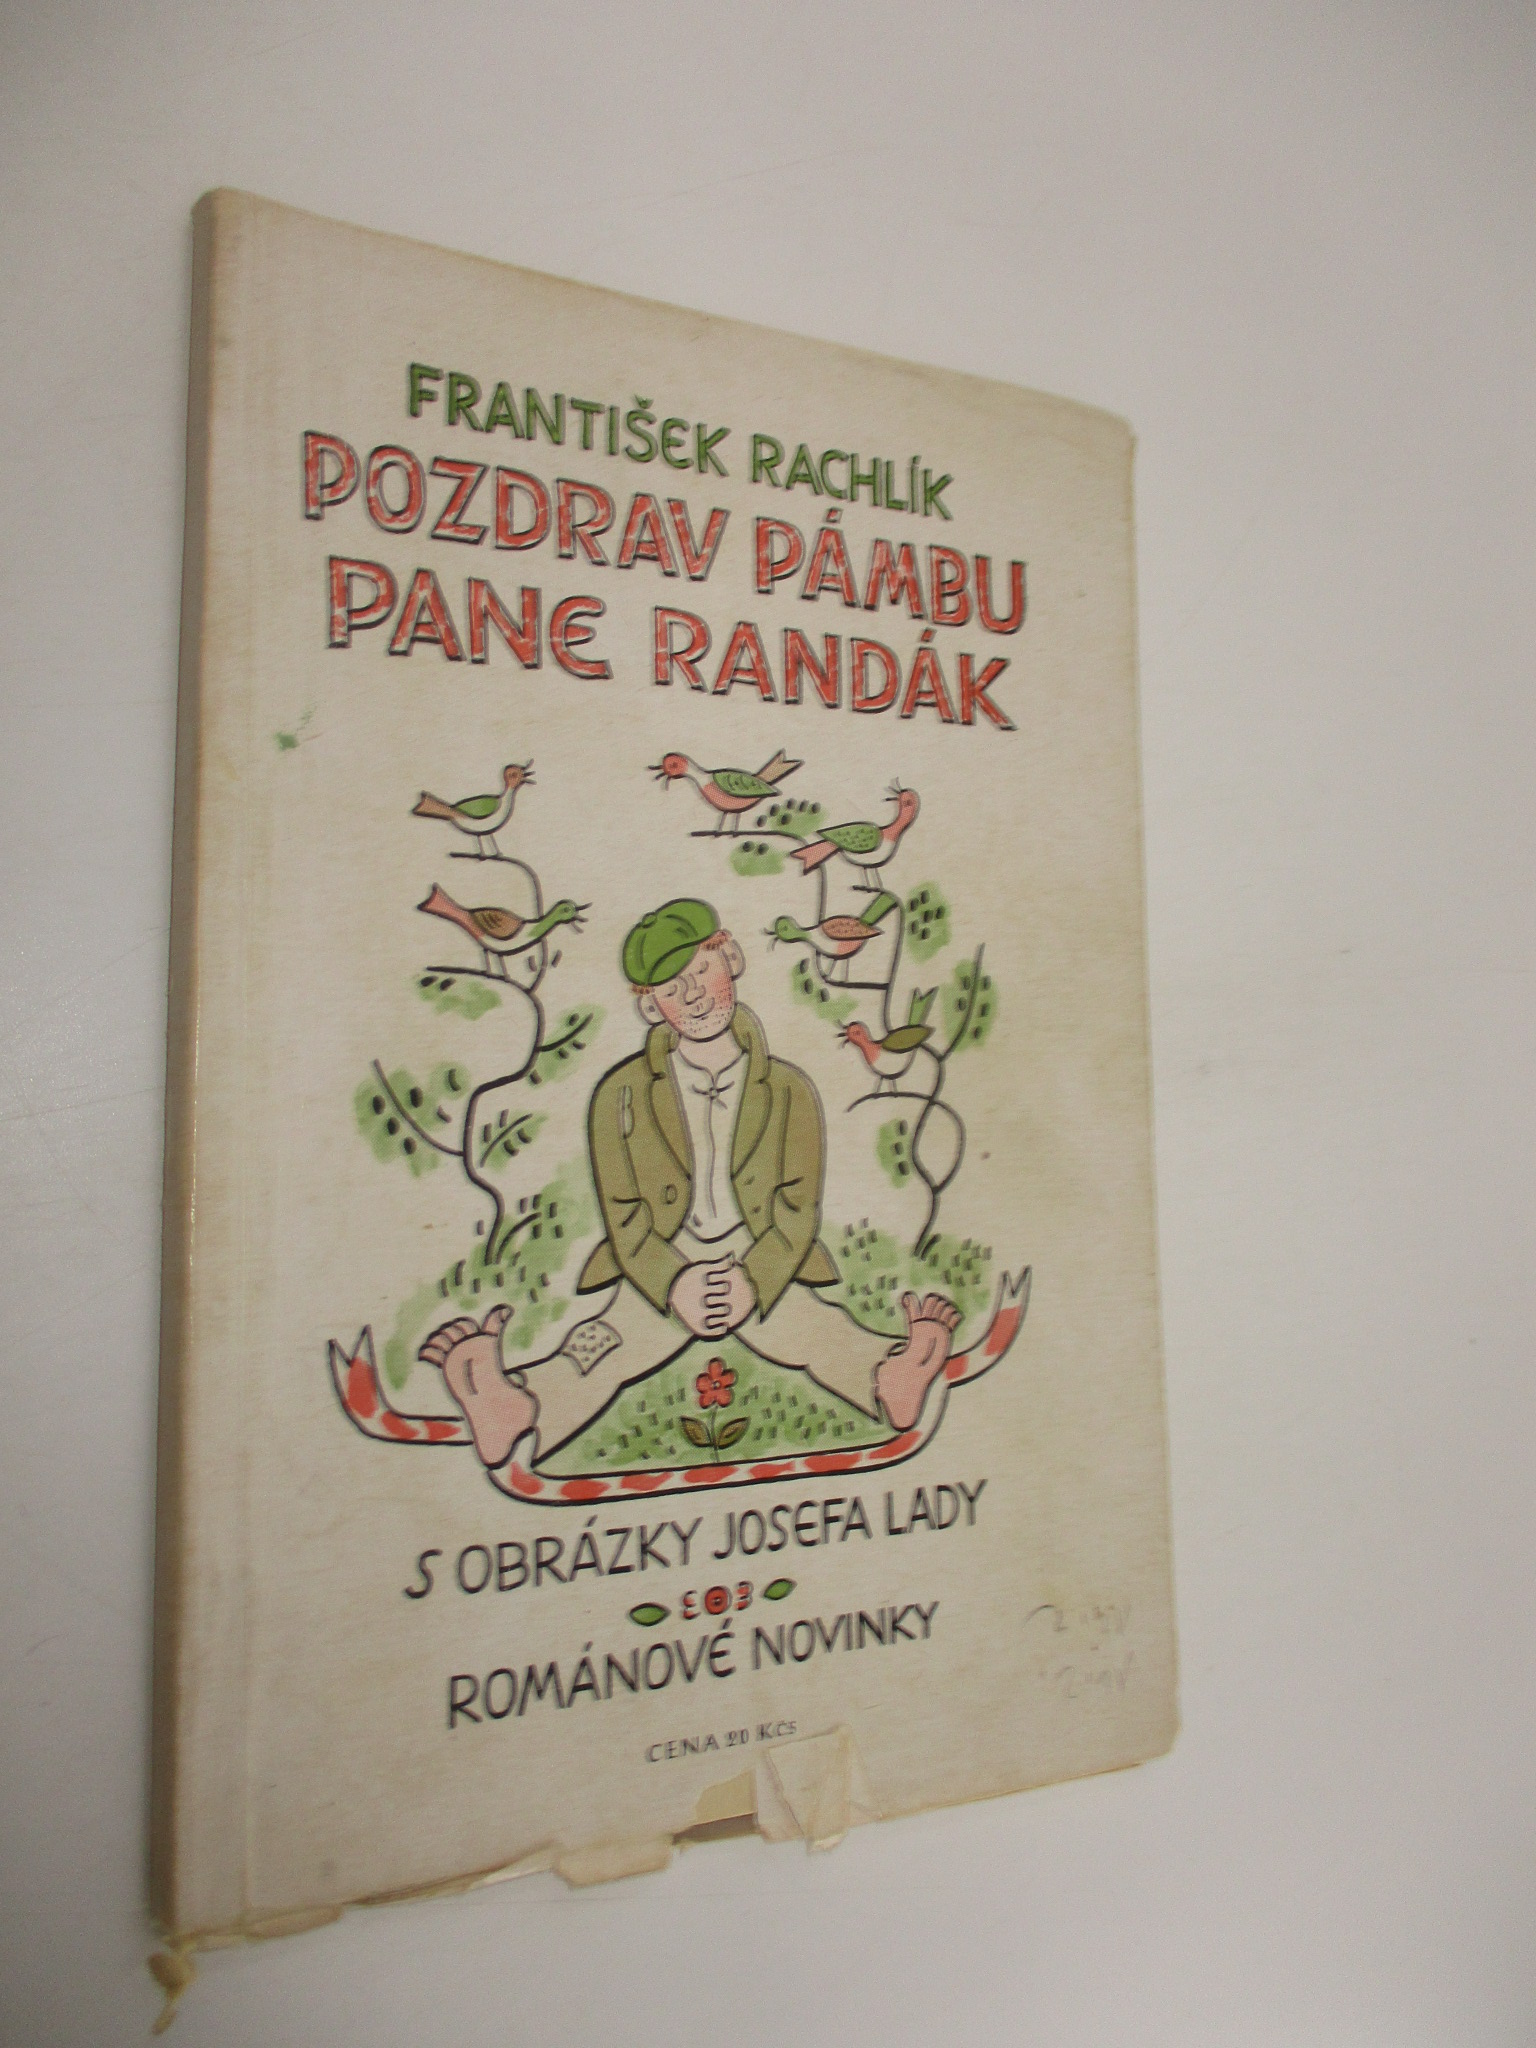 FRANTIŠEK RACHLÍK
POZDRAV PÁMBU
PANE RANDÁK
S OBRÁZKY JOSEFA LADY
ROMÁNOVÉ NOVINKY
CENA 20 KČS